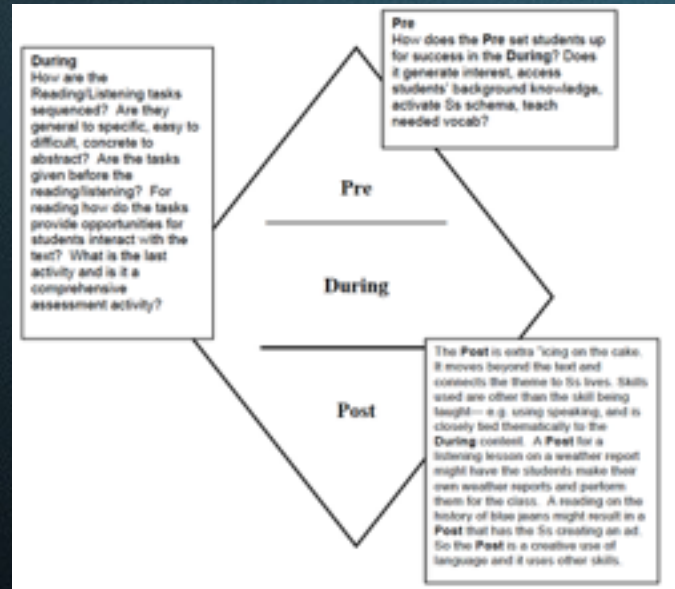 Pre
How does the Pre set students up
for success in the During? Does
it generate interest, access
students' background knowledge,
activate Ss schema, teach
needed vocab?
During
How are the
Reading/Listening tasks
sequenced? Are they
general to specific, easy to
difficult, concrete to
abstract? Are the tasks
given before the
reading/listening? For
reading how do the tasks
provide opportunities for
students interact with the
text? What is the last
activity and is it a
comprehensive
assessment activity?
Pre
During
Post
The Post is extra "icing on the cake.
It moves beyond the text and
connects the theme to Ss lives. Skills
used are other than the skill being
taught— e.g. using speaking, and is
closely tied thematically to the
During content. A Post for a
listening lesson on a weather report
might have the students make their
own weather reports and perform
them for the class. A reading on the
history of blue jeans might result in a
Post that has the Ss creating an ad.
So the Post is a creative use of
language and it uses other skills.